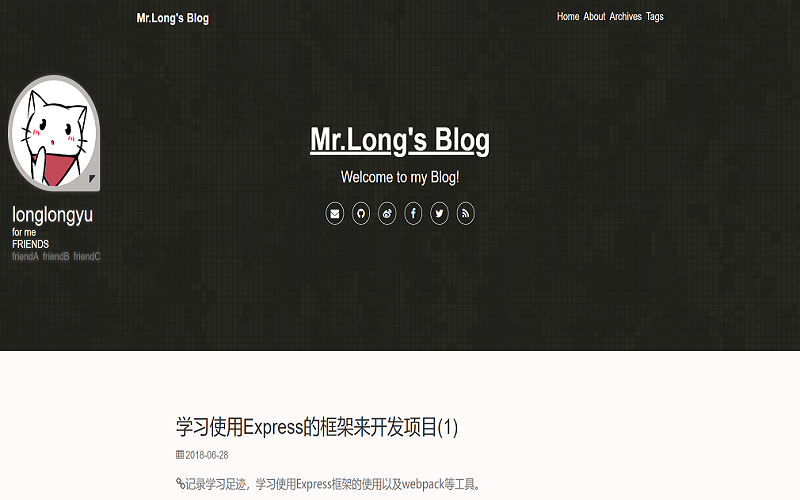 Mr.Long's Blog
Home About Archives Tags
Mr.Long's Blog
Welcome to my Blog!
longlongyu
for me
FRIENDS
friendA friendB friendC
学习使用Express的框架来开发项目(1)
2018-06-28
记录学习足迹，学习使用Express框架的使用以及webpack等工具。